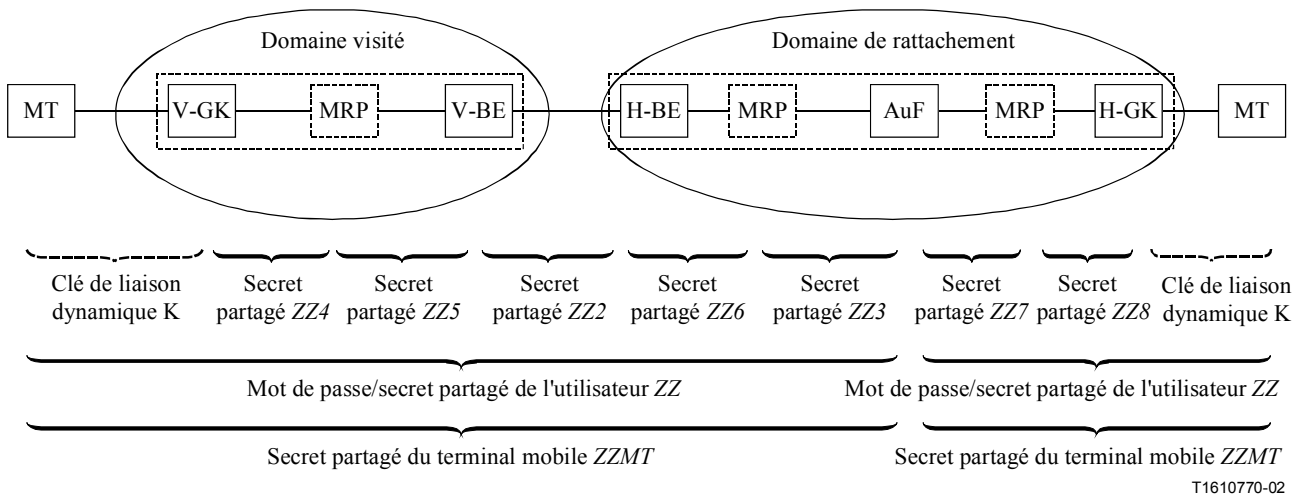 Domaine visité
Domaine de rattachement
MT
V-GK
MRP
V-BE
H-BE
MRP
AuF
MRP
H-GK
MT
Clé de liaison
dynamique K
Secret
partagé ZZ4
Secret
partagé ZZ5
Secret
partagé ZZ2
Secret
partagé ZZ6
Secret
partagé ZZ3
Secret
partagé ZZ7
Secret
partagé ZZ8
Clé de liaison
dynamique K
Mot de passe/secret partagé de l'utilisateur ZZ
Mot de passe/secret partagé de l'utilisateur ZZ
Secret partagé du terminal mobile ZZMT
Secret partagé du terminal mobile ZZMT
T1610770-02